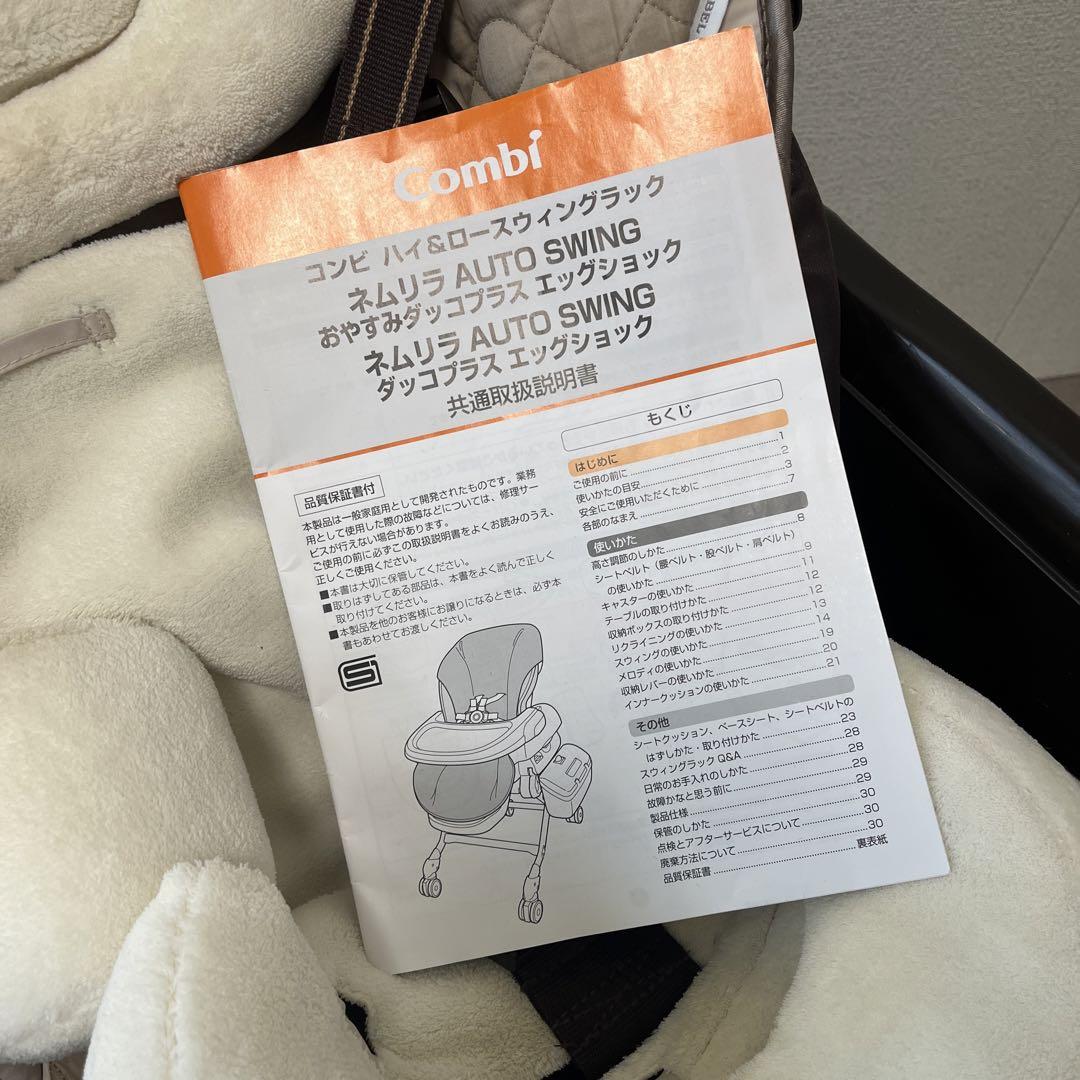 BEL
Combi
コンビ ハイ&ロースウィングラック
ネムリラ AUTO SWING
おやすみダッコプラス エッグショック
ネムリラ AUTO SWING
ダッコプラス エッグショック
共通取扱説明書
品質保証書付
本製品は一般家庭用として開発されたものです。業務
用として使用した際の故障などについては、修理サー
ビスが行えない場合があります。
ご使用の前に必ずこの取扱説明書をよくお読みのうえ、
正しくご使用ください。
■本書は大切に保管してください。
■取りはずしてある部品は、本書をよく読んで正しく
取り付けてください。
■本製品を他のお客様にお譲りになるときは、必ず本
書もあわせてお渡しください。
もくじ
はじめに
ご使用の前に 1
使いかたの目安 2
安全にご使用いただくために 3
各部のなまえ 7
使いかた
高さ調節のしかた 8
シートベルト(腰ベルト・股ベルト・肩ベルト)
の使いかた 9
キャスターの使いかた 11
テーブルの取り付けかた 12
収納ボックスの取り付けかた 12
リクライニングの使いかた 13
スウィングの使いかた 14
メロディの使いかた 19
収納レバーの使いかた 20
インナークッションの使いかた 21
その他
シートクッション、ベースシート、シートベルトの
はずしかた・取り付けかた 23
スウィングラック Q&A 28
日常のお手入れのしかた 28
故障かなと思う前に 29
製品仕様 29
保管のしかた 30
点検とアフターサービスについて 30
廃棄方法について 30
品質保証書 裏表紙